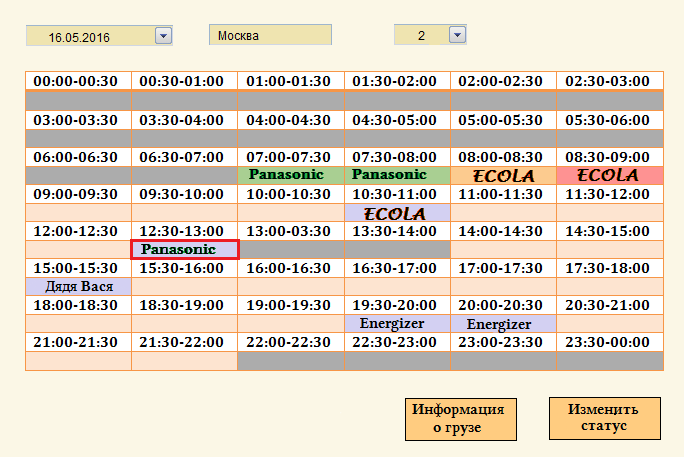 16.05.2016 Москва 2
00:00-00:30 00:30-01:00 01:00-01:30 01:30-02:00 02:00-02:30 02:30-03:00
03:00-03:30 03:30-04:00 04:00-04:30 04:30-05:00 05:00-05:30 05:30-06:00
06:00-06:30 06:30-07:00 07:00-07:30 07:30-08:00 08:00-08:30 08:30-09:00
Panasonic Panasonic ECOLA ECOLA
09:00-09:30 09:30-10:00 10:00-10:30 10:30-11:00 11:00-11:30 11:30-12:00
ECOLA
12:00-12:30 12:30-13:00 13:00-03:30 13:30-14:00 14:00-14:30 14:30-15:00
Panasonic
15:00-15:30 15:30-16:00 16:00-16:30 16:30-17:00 17:00-17:30 17:30-18:00
Дядя Вася
18:00-18:30 18:30-19:00 19:00-19:30 19:30-20:00 20:00-20:30 20:30-21:00
Energizer Energizer
21:00-21:30 21:30-22:00 22:00-22:30 22:30-23:00 23:00-23:30 23:30-00:00
Информация
о грузе
Изменить
статус